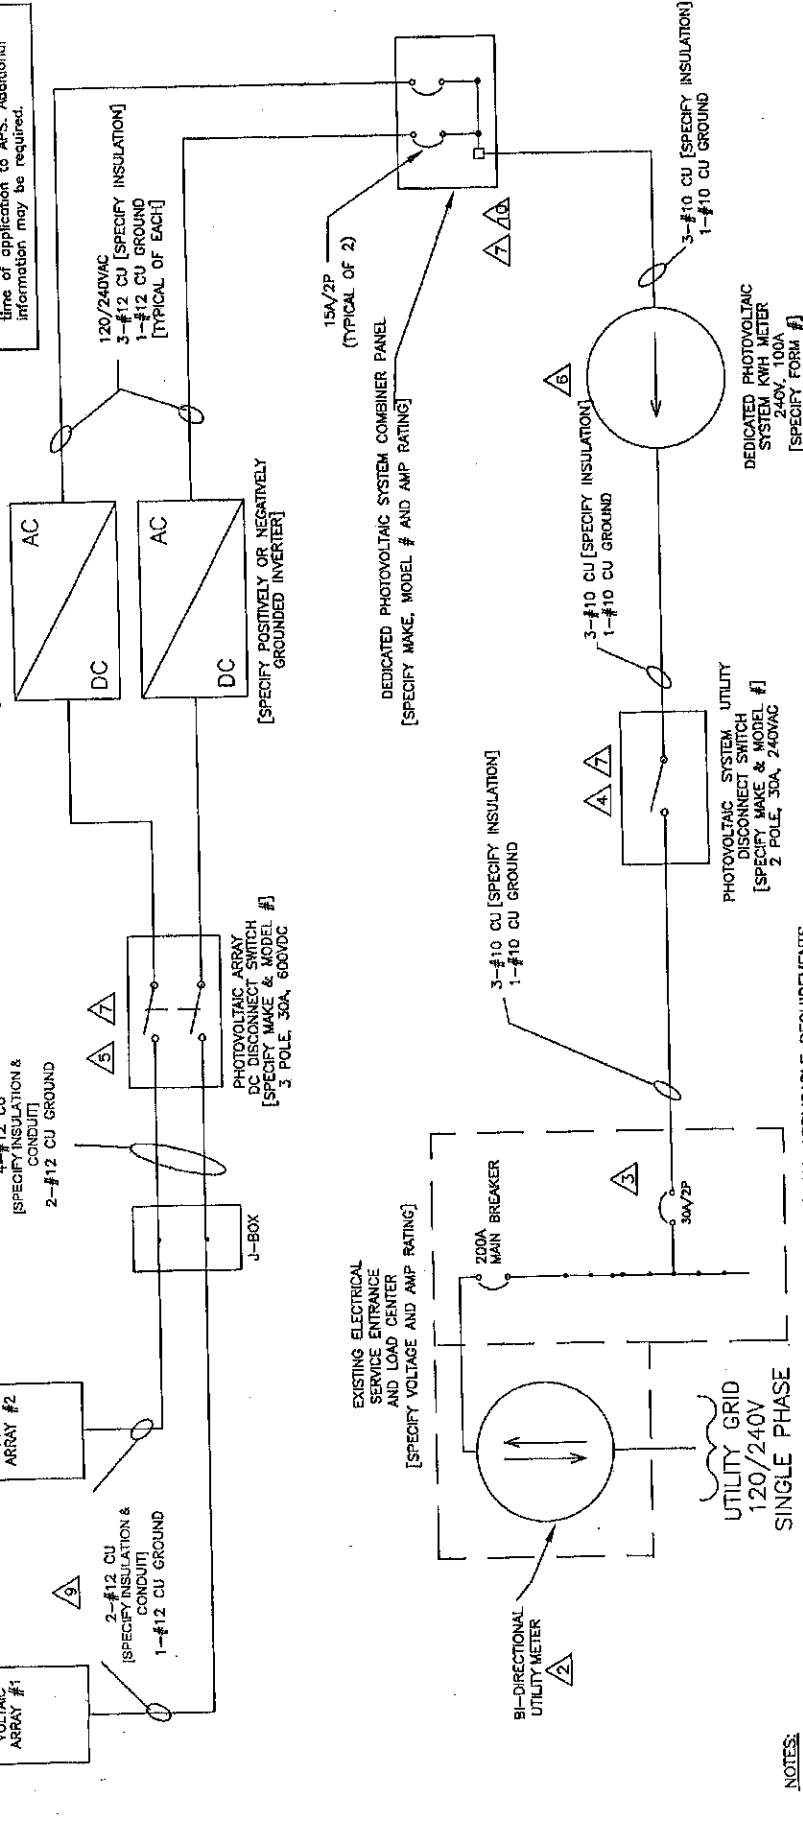 time of application to APS. Additional
information may be required.
120/240VAC
3-#12 CU [SPECIFY INSULATION]
1-#12 CU GROUND
[TYPICAL OF EACH]
AC
DC
AC
DC
[SPECIFY POSITIVELY OR NEGATIVELY
GROUNDED INVERTER]
[SPECIFY INSULATION &
CONDUIT]
2-#12 CU GROUND
5
7
PHOTOVOLTAIC ARRAY
DC DISCONNECT SWITCH
[SPECIFY MAKE & MODEL #]
3 POLE, 30A, 600VDC
J-BOX
ARRAY #2
ARRAY #1
9
2-#12 CU
[SPECIFY INSULATION &
CONDUIT]
1-#12 CU GROUND
15A/2P
(TYPICAL OF 2)
DEDICATED PHOTOVOLTAIC SYSTEM COMBINER PANEL
[SPECIFY MAKE, MODEL # AND AMP RATING]
7
10
3-#10 CU [SPECIFY INSULATION]
1-#10 CU GROUND
6
DEDICATED PHOTOVOLTAIC
SYSTEM KWH METER
240V, 100A
[SPECIFY FORM #]
3-#10 CU [SPECIFY INSULATION]
1-#10 CU GROUND
4
7
PHOTOVOLTAIC SYSTEM UTILITY
DISCONNECT SWITCH
[SPECIFY MAKE & MODEL #]
2 POLE, 30A, 240VAC
3-#10 CU [SPECIFY INSULATION]
1-#10 CU GROUND
EXISTING ELECTRICAL
SERVICE ENTRANCE
AND LOAD CENTER
[SPECIFY VOLTAGE AND AMP RATING]
200A
MAIN BREAKER
3
30A/2P
BI-DIRECTIONAL
UTILITY METER
2
UTILITY GRID
120/240V
SINGLE PHASE
NOTES: